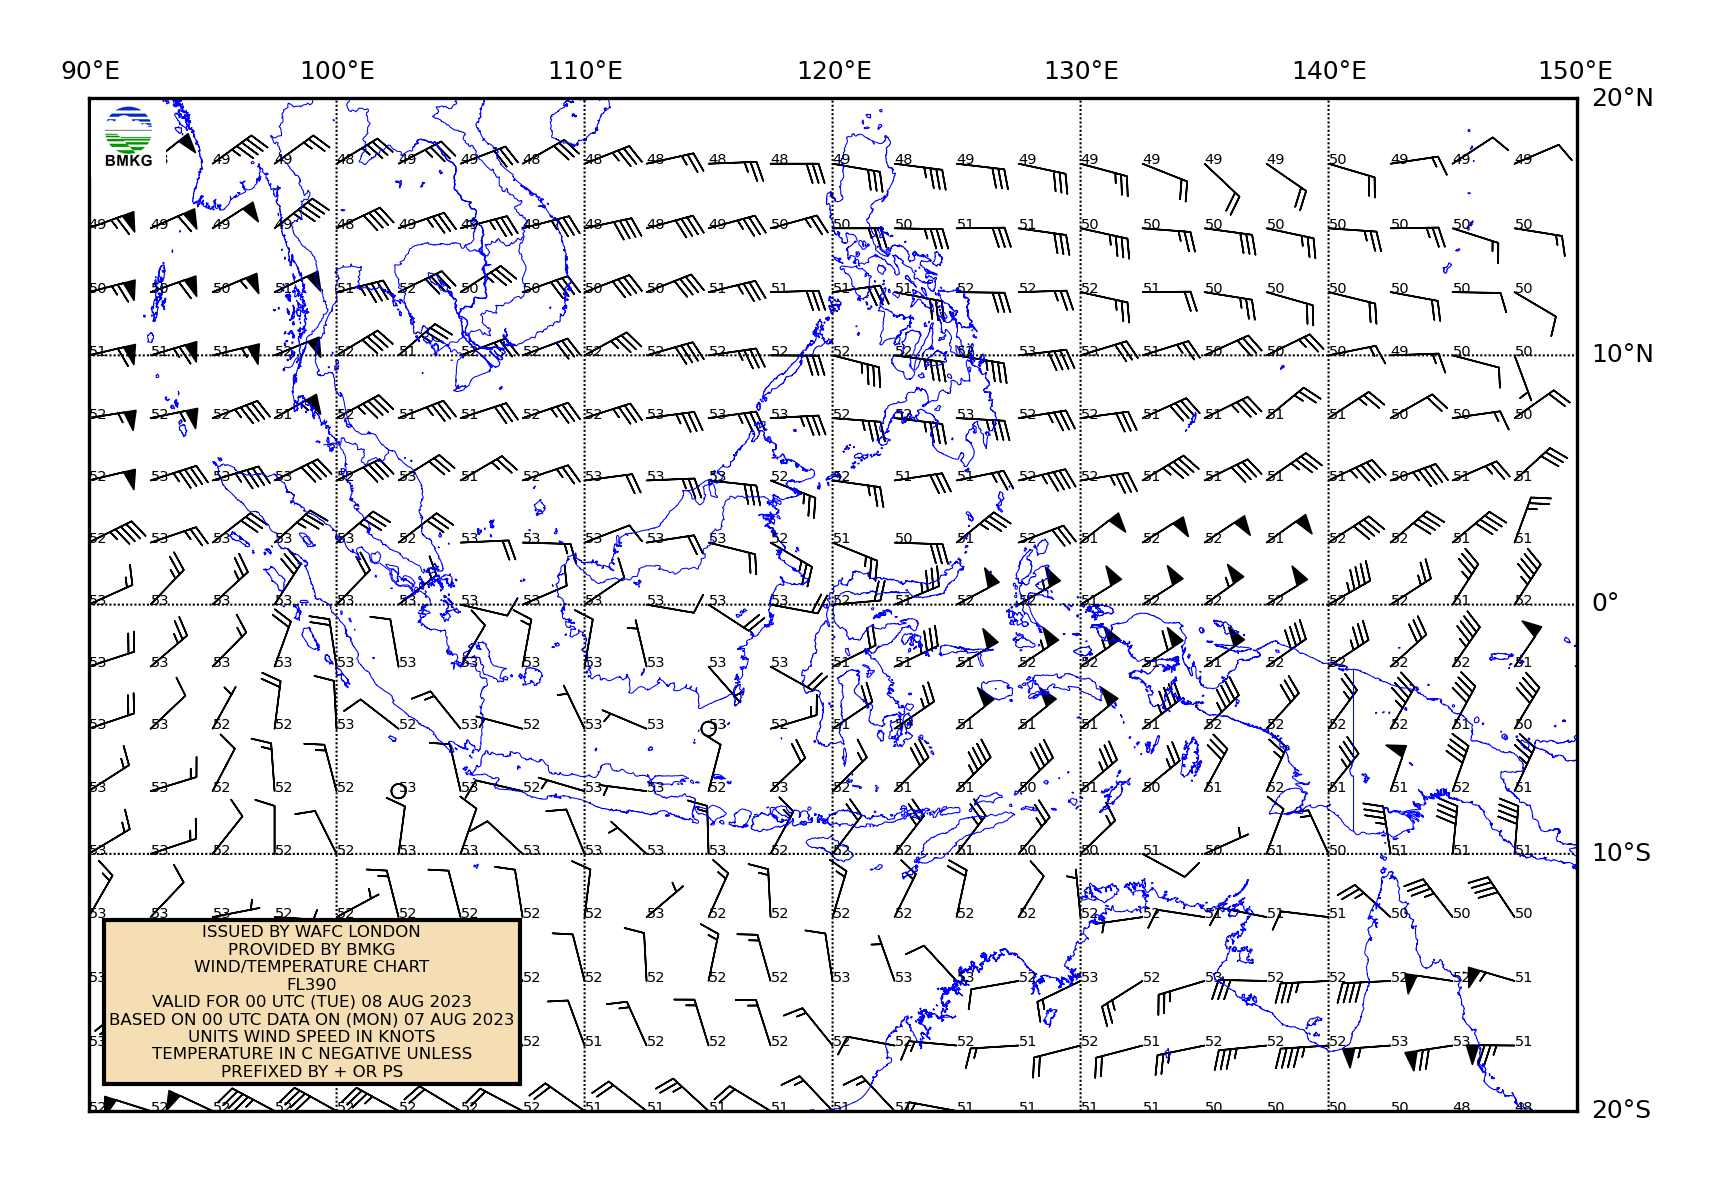 90°E 100°E 110°E 120°E 130°E 140°E 150°E
20°N
BMKG
49 49 48 49 49 48 48 48 48 48 49 48 49 49 49 49 49 49 50 49 49 49
49 49 49 49 48 49 49 48 48 48 49 50 50 50 51 51 50 50 50 50 50 50 50 50
50 50 50 51 51 52 50 50 50 50 51 51 51 51 52 52 52 51 50 50 50 50 50 50
51 51 51 52 52 51 52 52 52 52 52 52 52 52 52 53 53 51 50 50 50 49 50 50
10°N
52 52 52 51 52 51 51 52 52 53 53 53 52 52 53 52 52 51 51 51 51 50 50 50
52 53 53 53 52 53 51 52 53 53 53 52 52 51 51 52 52 51 51 51 51 50 51 51
52 53 53 53 53 52 53 53 53 53 53 52 51 50 51 52 51 52 52 51 52 52 51 51
53 53 53 53 53 53 53 53 53 53 53 53 52 51 52 52 51 52 52 52 52 52 51 52
0°
53 53 53 53 53 53 53 53 53 53 53 53 51 51 51 52 52 51 51 52 52 52 52 51
53 53 52 52 53 52 53 52 53 53 53 52 51 50 51 51 51 51 52 52 52 52 51 50
53 53 52 52 52 53 53 52 52 53 52 53 52 51 51 50 51 50 51 52 51 51 52 51
53 53 52 52 52 53 53 53 52 53 53 53 52 52 51 50 50 51 50 51 50 51 51 51
10°S
53 53 53 52 52 52 52 52 52 53 52 52 52 52 52 52 52 52 51 51 51 50 50 50
53 52 52 52 52 52 53 53 53 52 53 52 53 52 52 52 51
53 52 51 52 52 52 52 52 52 51 52 52 51 50 52 53 53 51
ISSUED BY WAFC LONDON
PROVIDED BY BMKG
WIND/TEMPERATURE CHART
FL390
VALID FOR 00 UTC (TUE) 08 AUG 2023
BASED ON 00 UTC DATA ON (MON) 07 AUG 2023
UNITS WIND SPEED IN KNOTS
TEMPERATURE IN C NEGATIVE UNLESS
PREFIXED BY + OR PS
52 52 52 52 52 52 52 52 51 51 51 51 51 52 51 51 51 51 50 50 50 50 48 48
20°S